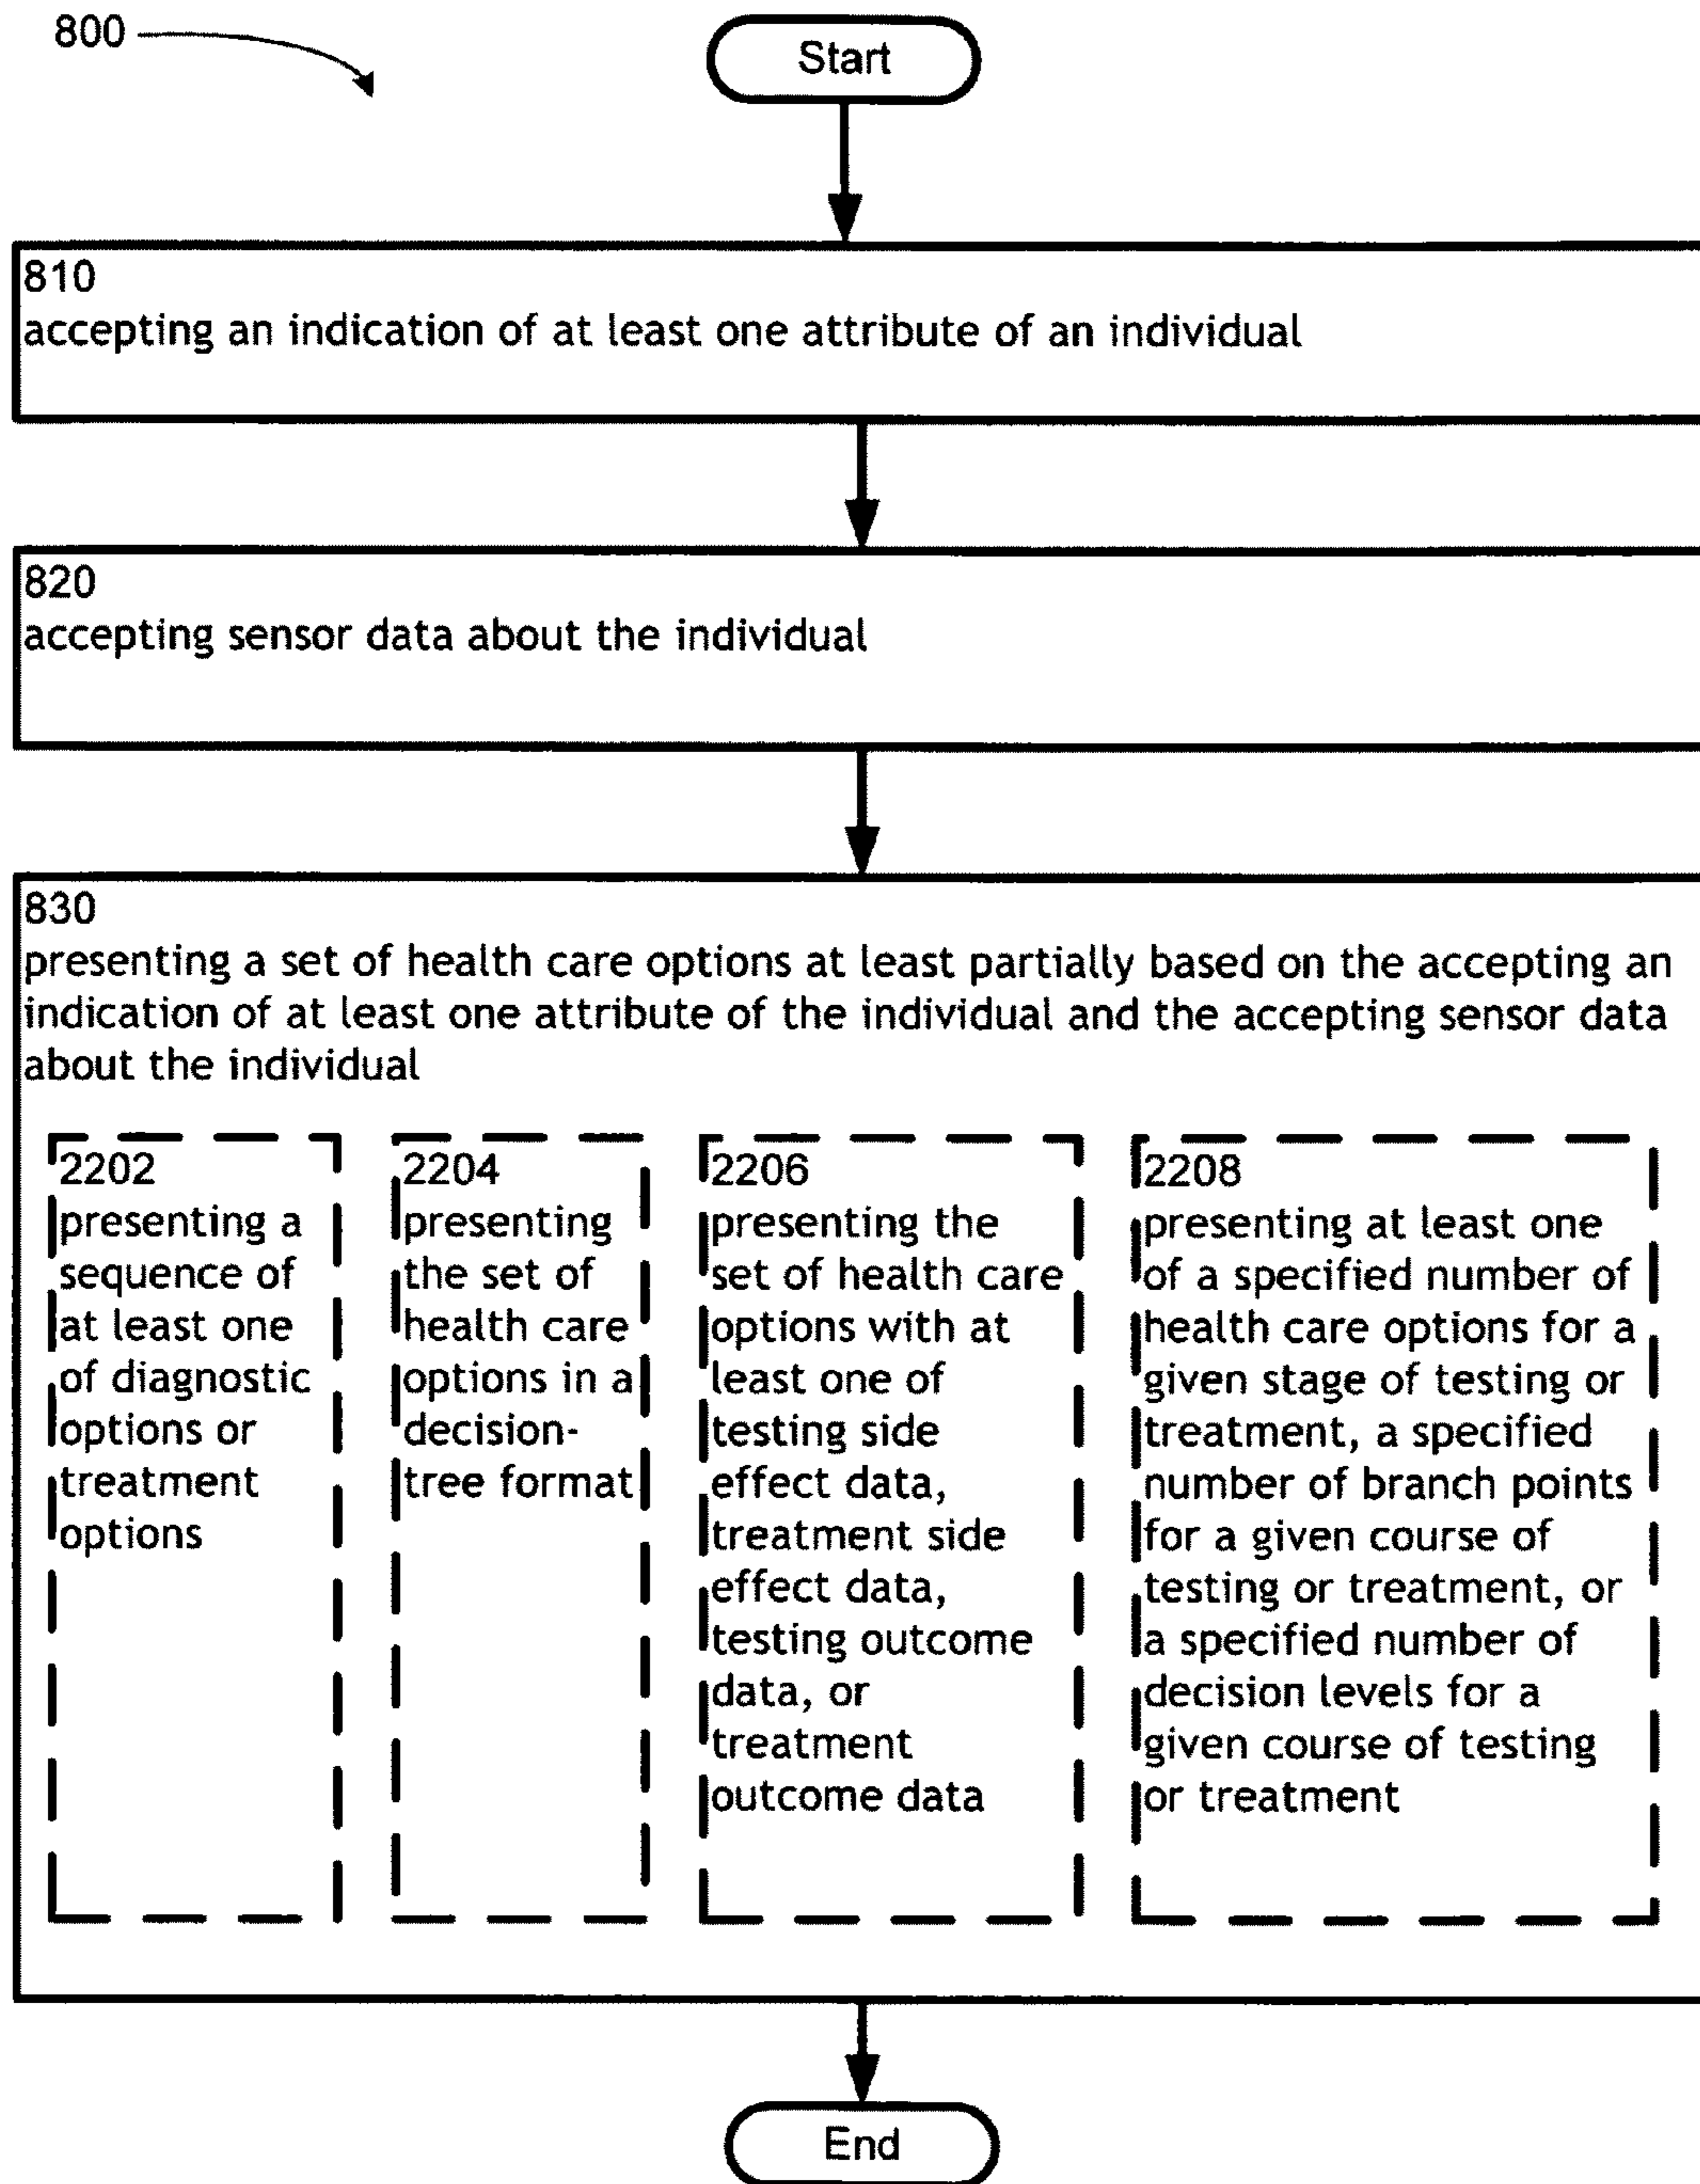 800
Start
810
accepting an indication of at least one attribute of an individual
820
accepting sensor data about the individual
830
presenting a set of health care options at least partially based on the accepting an
indication of at least one attribute of the individual and the accepting sensor data
about the individual
2202
presenting a
sequence of
at least one
of diagnostic
options or
treatment
options
2204
presenting
the set of
health care
options in a
decision-
tree format
2206
presenting the
set of health care
options with at
least one of
testing side
effect data,
treatment side
effect data,
testing outcome
data, or
treatment
outcome data
2208
presenting at least one
of a specified number of
health care options for a
given stage of testing or
treatment, a specified
number of branch points
for a given course of
testing or treatment, or
a specified number of
decision levels for a
given course of testing
or treatment
End